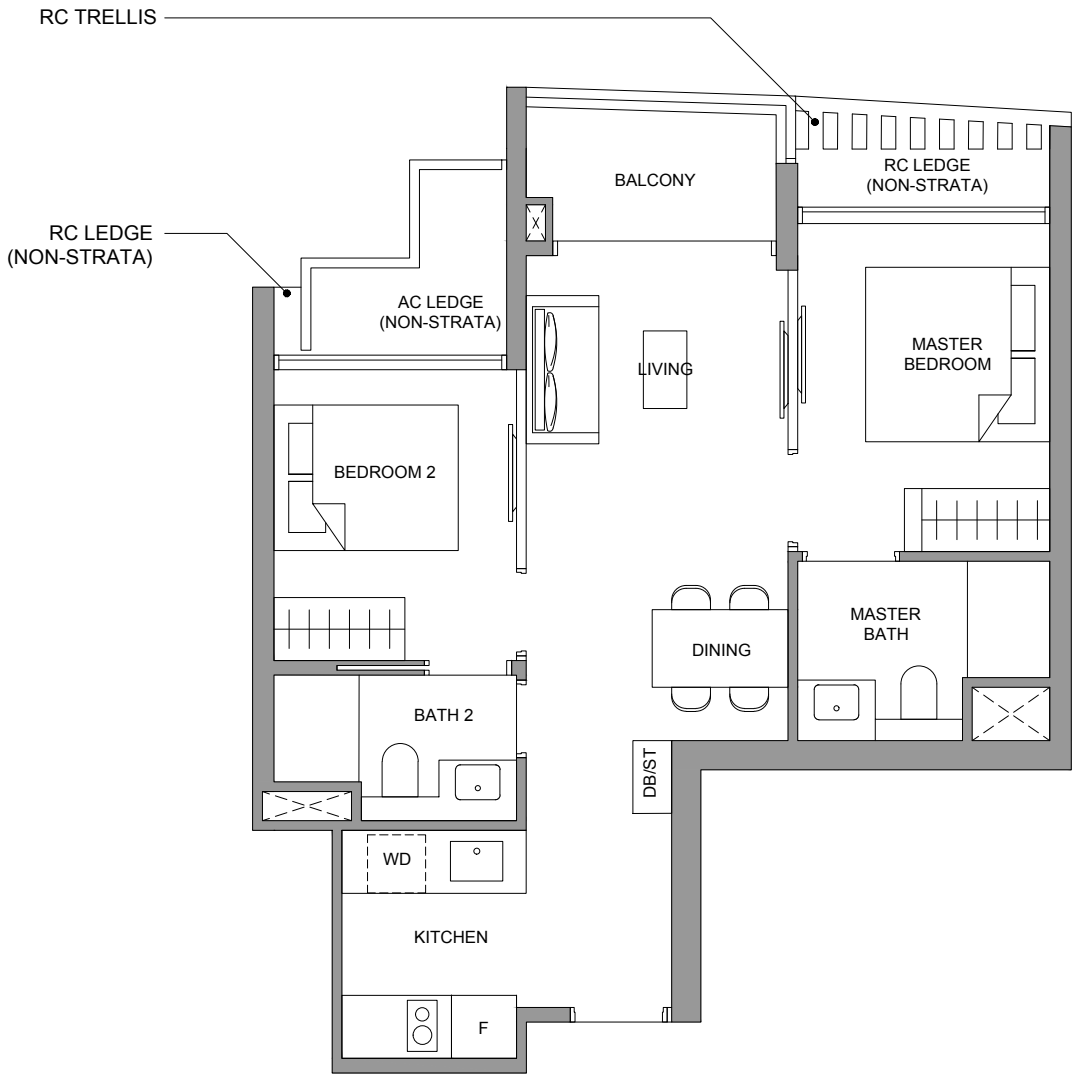 RC TRELLIS
BALCONY
RC LEDGE
(NON-STRATA)
RC LEDGE
(NON-STRATA)
X
AC LEDGE
(NON-STRATA)
LIVING
MASTER
BEDROOM
BEDROOM 2
MASTER
BATH
DINING
BATH 2
DB/ST
WD
KITCHEN
F